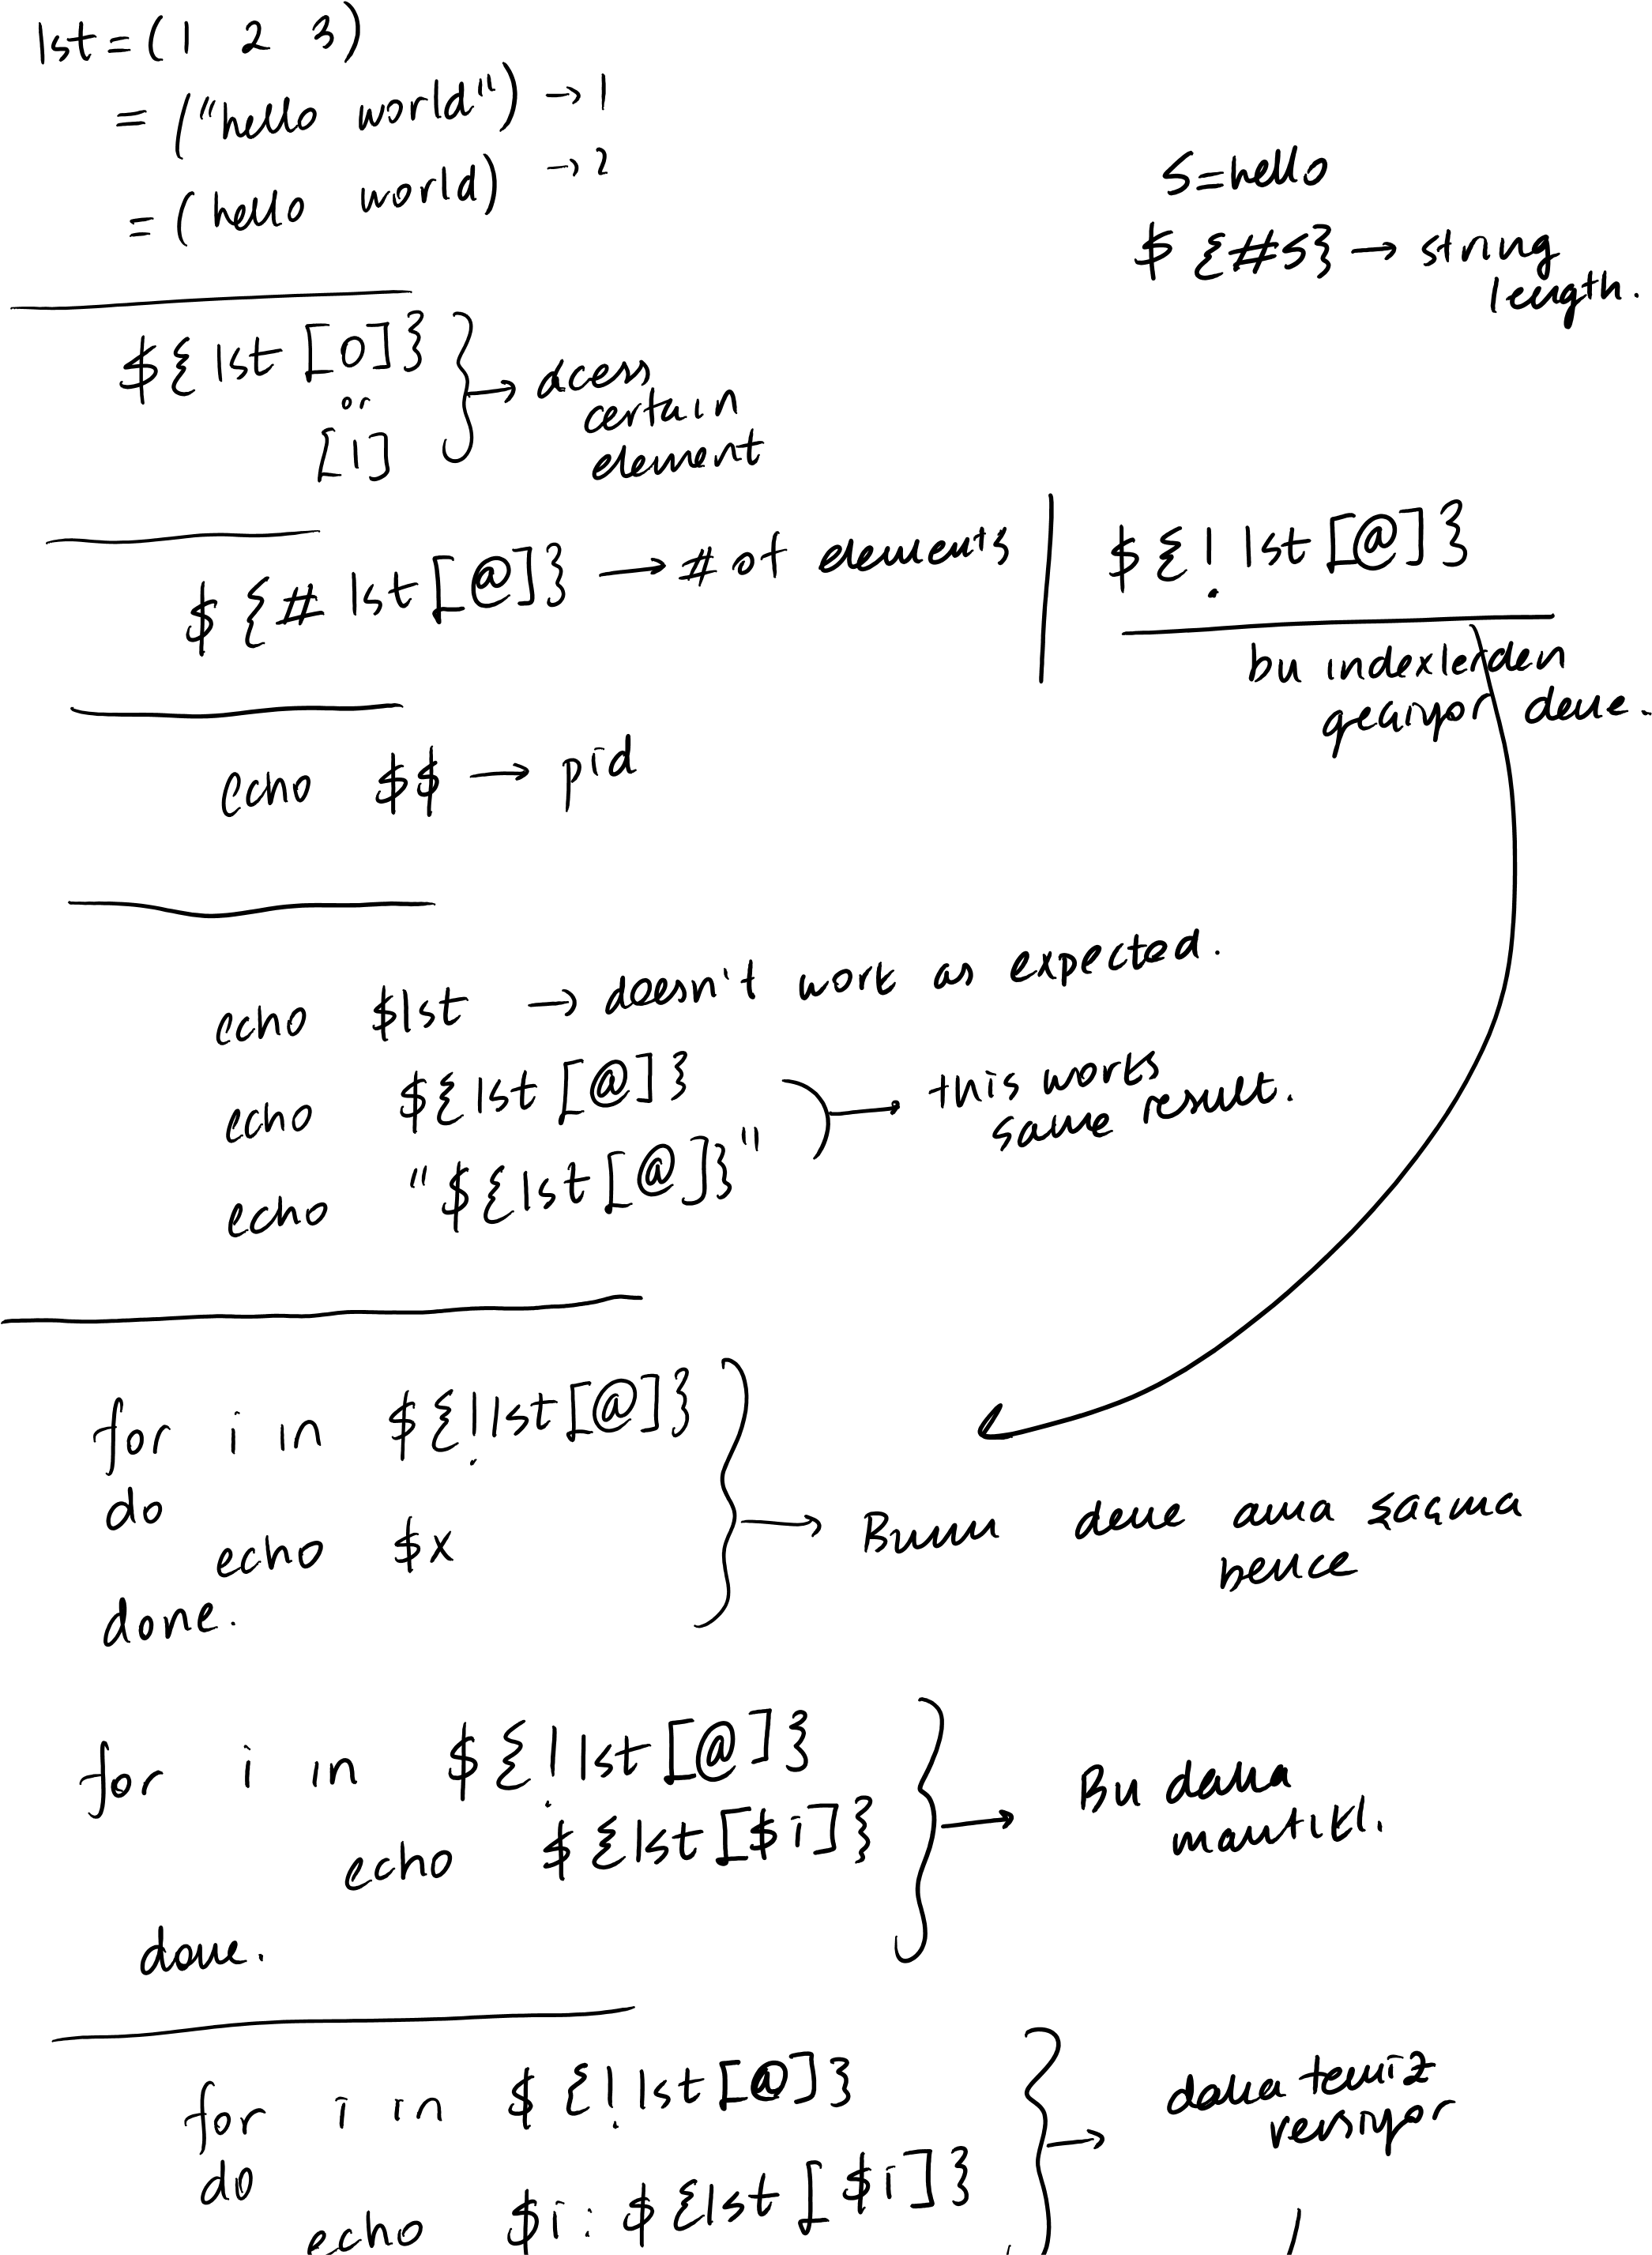 lst = (1 2 3)
= ("hello world") → 1
= (hello world) → 2
s=hello
${#s} → string
length.
${lst[0]}
or
[1]
acess
certain
element
${#lst[@]} → # of elements
${!lst[@]}
bu indexlerden
geçiyor dene.
echo $$ → pid
echo $lst → doesn't work as expected.
echo ${lst[@]}
echo "${lst[@]}"
this works
same result.
for i in ${!lst[@]}
do
echo $x
done.
→ Bunu dene ama saçma
bence
for i in ${!lst[@]}
echo ${lst[$i]}
done.
→ Bu daha
mantıklı.
for i in ${!lst[@]}
do
echo $i: ${lst[$i]}
→ daha temiz
versiyon